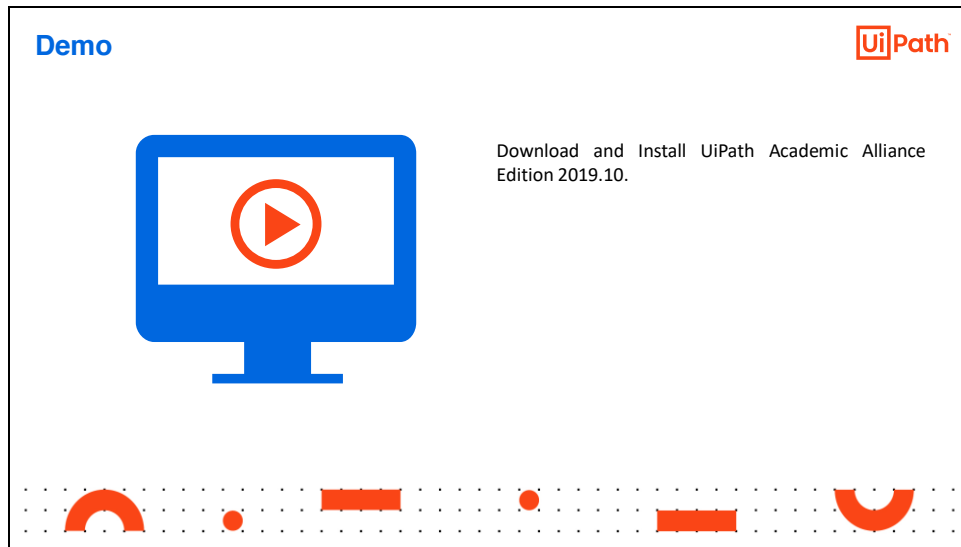 Demo
UiPath
Download and Install UiPath Academic Alliance
Edition 2019.10.